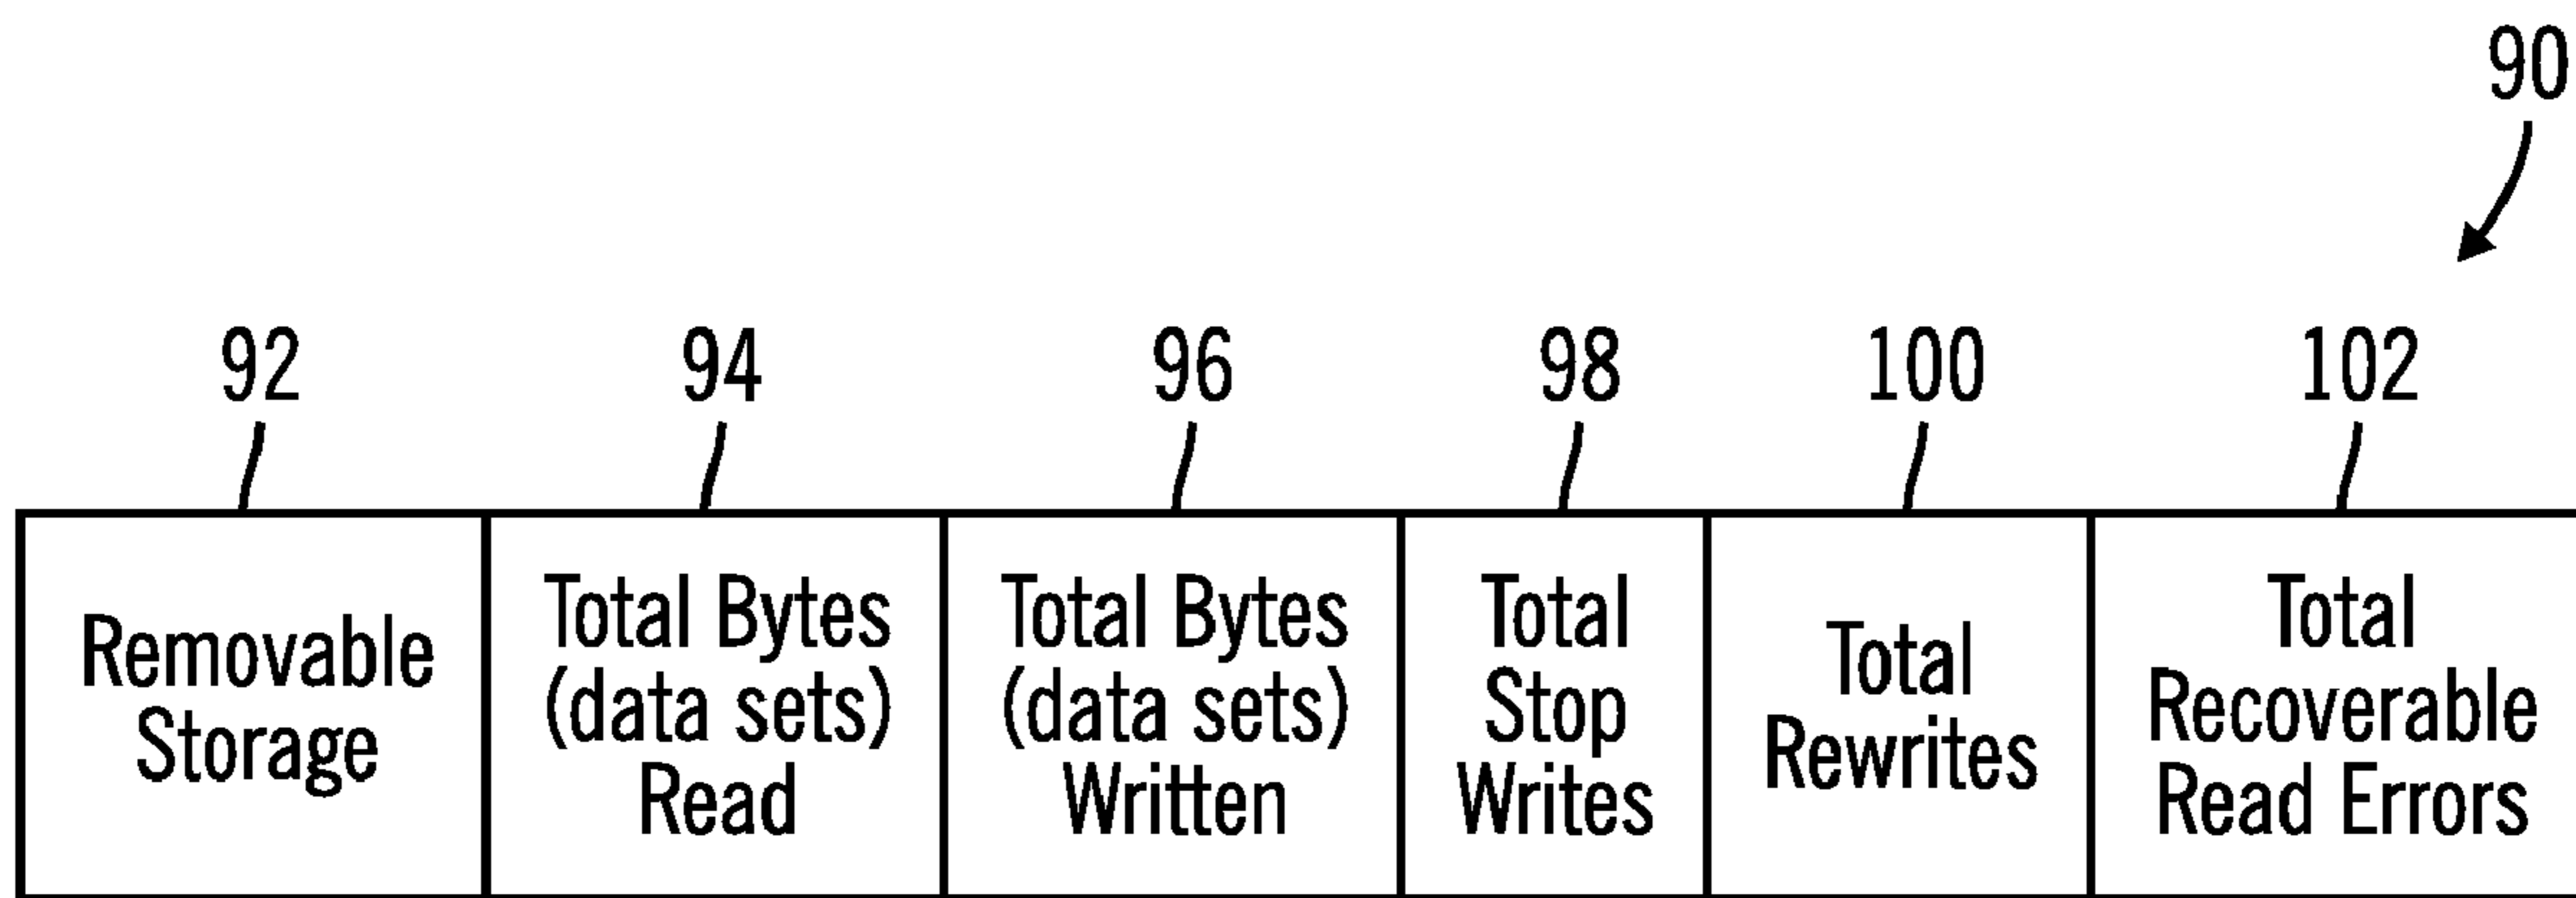 90
92
94
96
98
100
102
Removable
Storage
Total Bytes
(data sets)
Read
Total Bytes
(data sets)
Written
Total
Stop
Writes
Total
Rewrites
Total
Recoverable
Read Errors